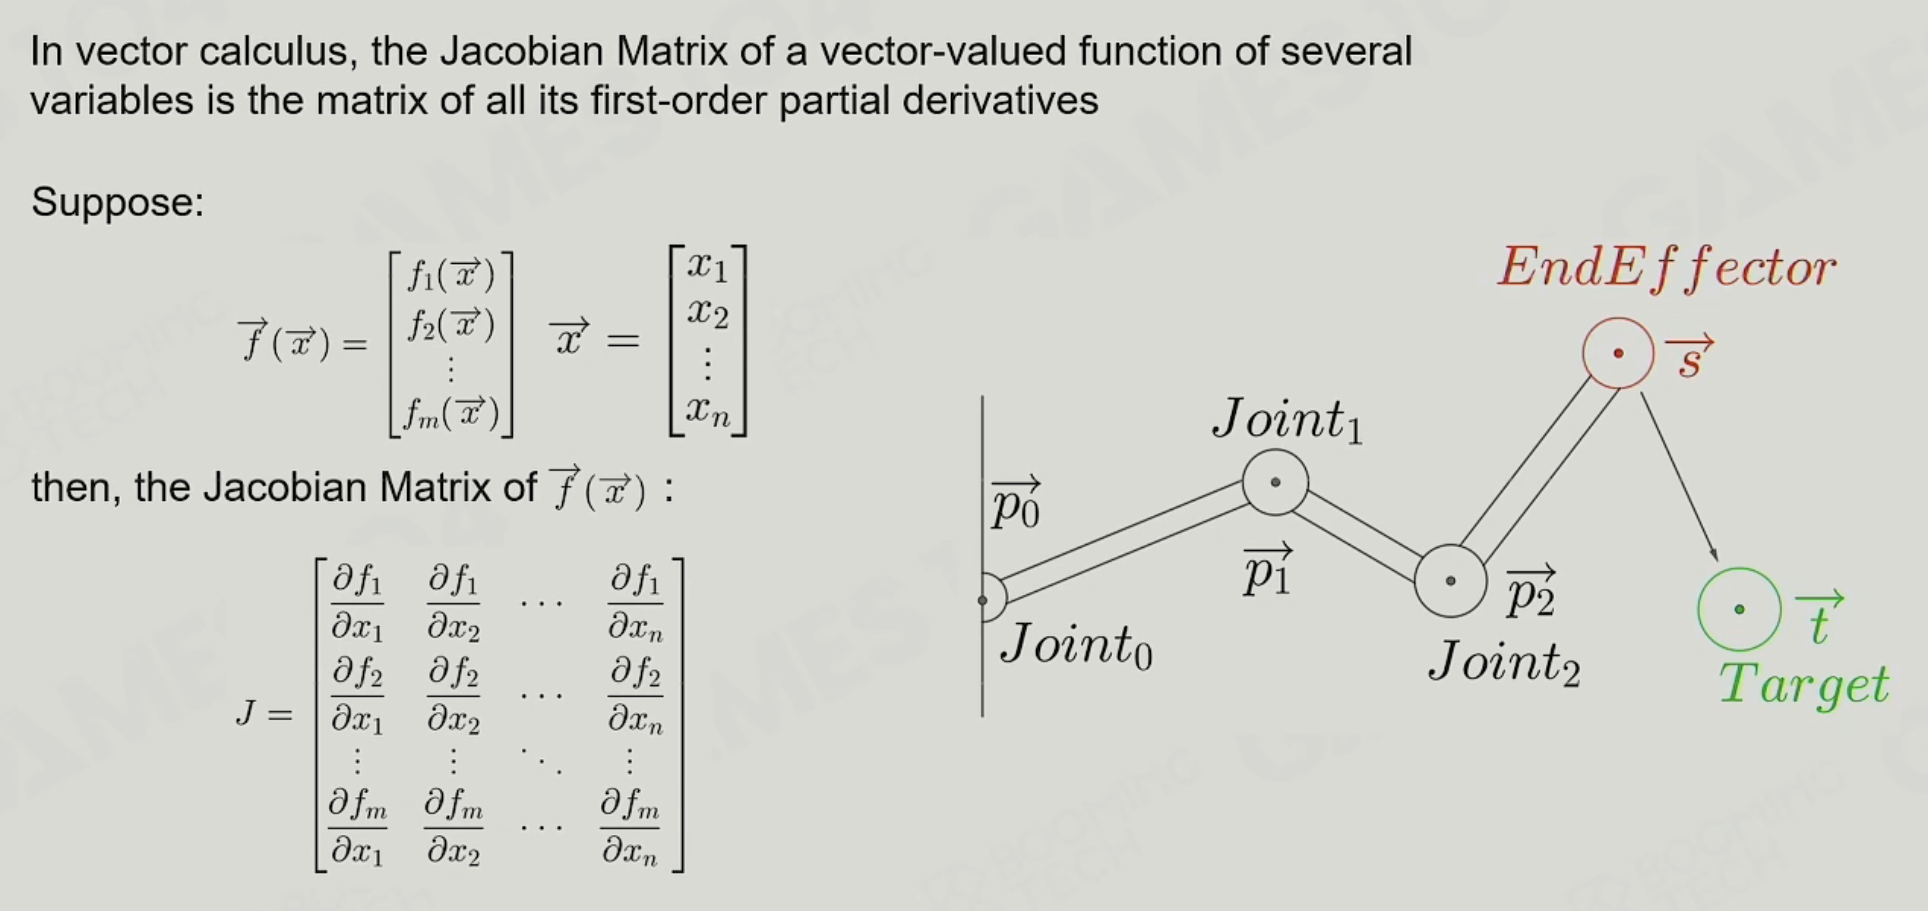 In vector calculus, the Jacobian Matrix of a vector-valued function of several
variables is the matrix of all its first-order partial derivatives
Suppose:
$\overrightarrow{f}(\overrightarrow{x}) = \begin{bmatrix} f_1(\overrightarrow{x}) \\ f_2(\overrightarrow{x}) \\ \vdots \\ f_m(\overrightarrow{x}) \end{bmatrix} \overrightarrow{x} = \begin{bmatrix} x_1 \\ x_2 \\ \vdots \\ x_n \end{bmatrix}$
then, the Jacobian Matrix of $\overrightarrow{f}(\overrightarrow{x})$ :
$J = \begin{bmatrix} \frac{\partial f_1}{\partial x_1} & \frac{\partial f_1}{\partial x_2} & \cdots & \frac{\partial f_1}{\partial x_n} \\ \frac{\partial f_2}{\partial x_1} & \frac{\partial f_2}{\partial x_2} & \cdots & \frac{\partial f_2}{\partial x_n} \\ \vdots & \vdots & \ddots & \vdots \\ \frac{\partial f_m}{\partial x_1} & \frac{\partial f_m}{\partial x_2} & \cdots & \frac{\partial f_m}{\partial x_n} \end{bmatrix}$
EndEffector
$\overrightarrow{s}$
Joint₁
$\overrightarrow{p_0}$
$\overrightarrow{p_1}$
$\overrightarrow{p_2}$
$\overrightarrow{t}$
Joint₀
Joint₂
Target
GAMES104
BOOMING
TECH